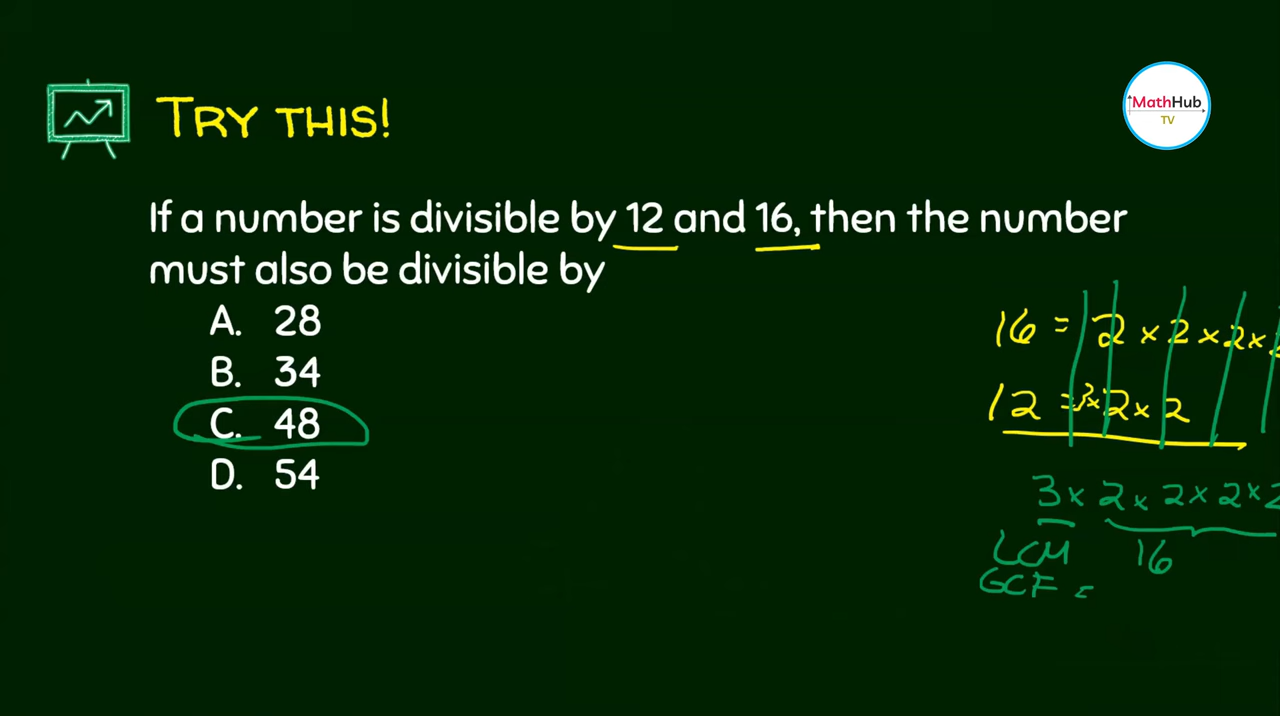 MathHub
TV
TRY THIS!
If a number is divisible by 12 and 16, then the number
must also be divisible by
A. 28
B. 34
C. 48
D. 54
16 = 2 × 2 × 2 × 2
12 = 3 × 2 × 2
3 × 2 × 2 × 2 × 2
LCM 16
GCF =